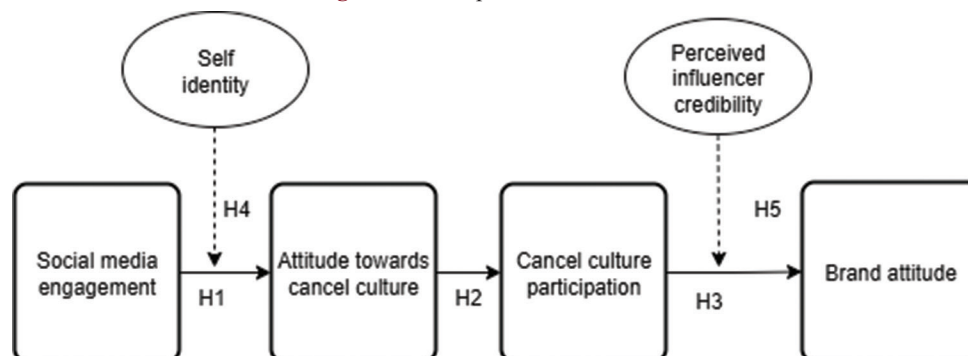 Self
identity
Perceived
influencer
credibility
H4
H5
Social media
engagement
H1
Attitude towards
cancel culture
H2
Cancel culture
participation
H3
Brand attitude